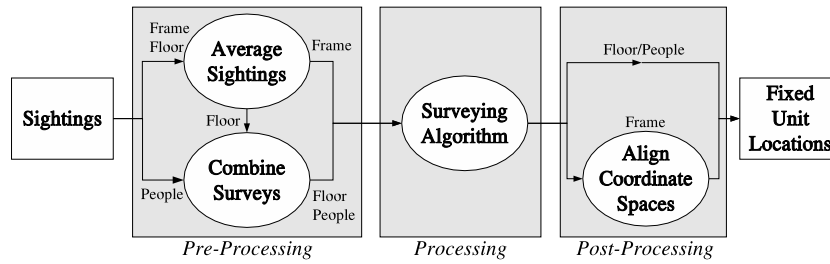 Sightings
Frame
Floor
Average
Sightings
Frame
Floor
People
Combine
Surveys
Floor
People
Pre-Processing
Surveying
Algorithm
Processing
Floor/People
Frame
Align
Coordinate
Spaces
Post-Processing
Fixed
Unit
Locations